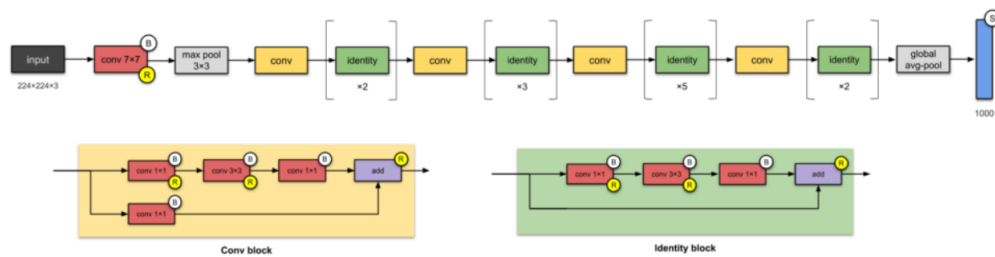 input
224×224×3
conv 7×7
B
R
max pool
3×3
conv
identity
×2
conv
identity
×3
conv
identity
×5
conv
identity
×2
global
avg-pool
S
1000
conv 1×1
B
R
conv 3×3
B
R
conv 1×1
B
add
R
conv 1×1
B
Conv block
conv 1×1
B
R
conv 3×3
B
R
conv 1×1
B
add
R
Identity block